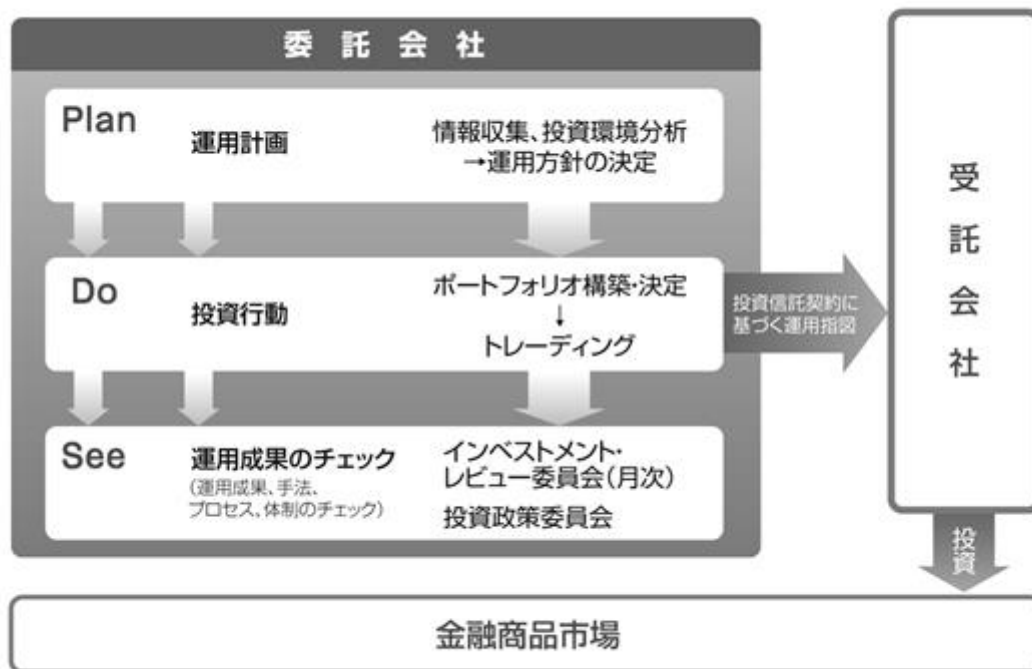 委託会社
Plan
運用計画
情報収集、投資環境分析
→運用方針の決定
Do
投資行動
ポートフォリオ構築・決定
↓
トレーディング
投資信託契約に
基づく運用指図
See
運用成果のチェック
(運用成果、手法、
プロセス、体制のチェック)
インベストメント・
レビュー委員会(月次)
投資政策委員会
受託会社
投資
金融商品市場